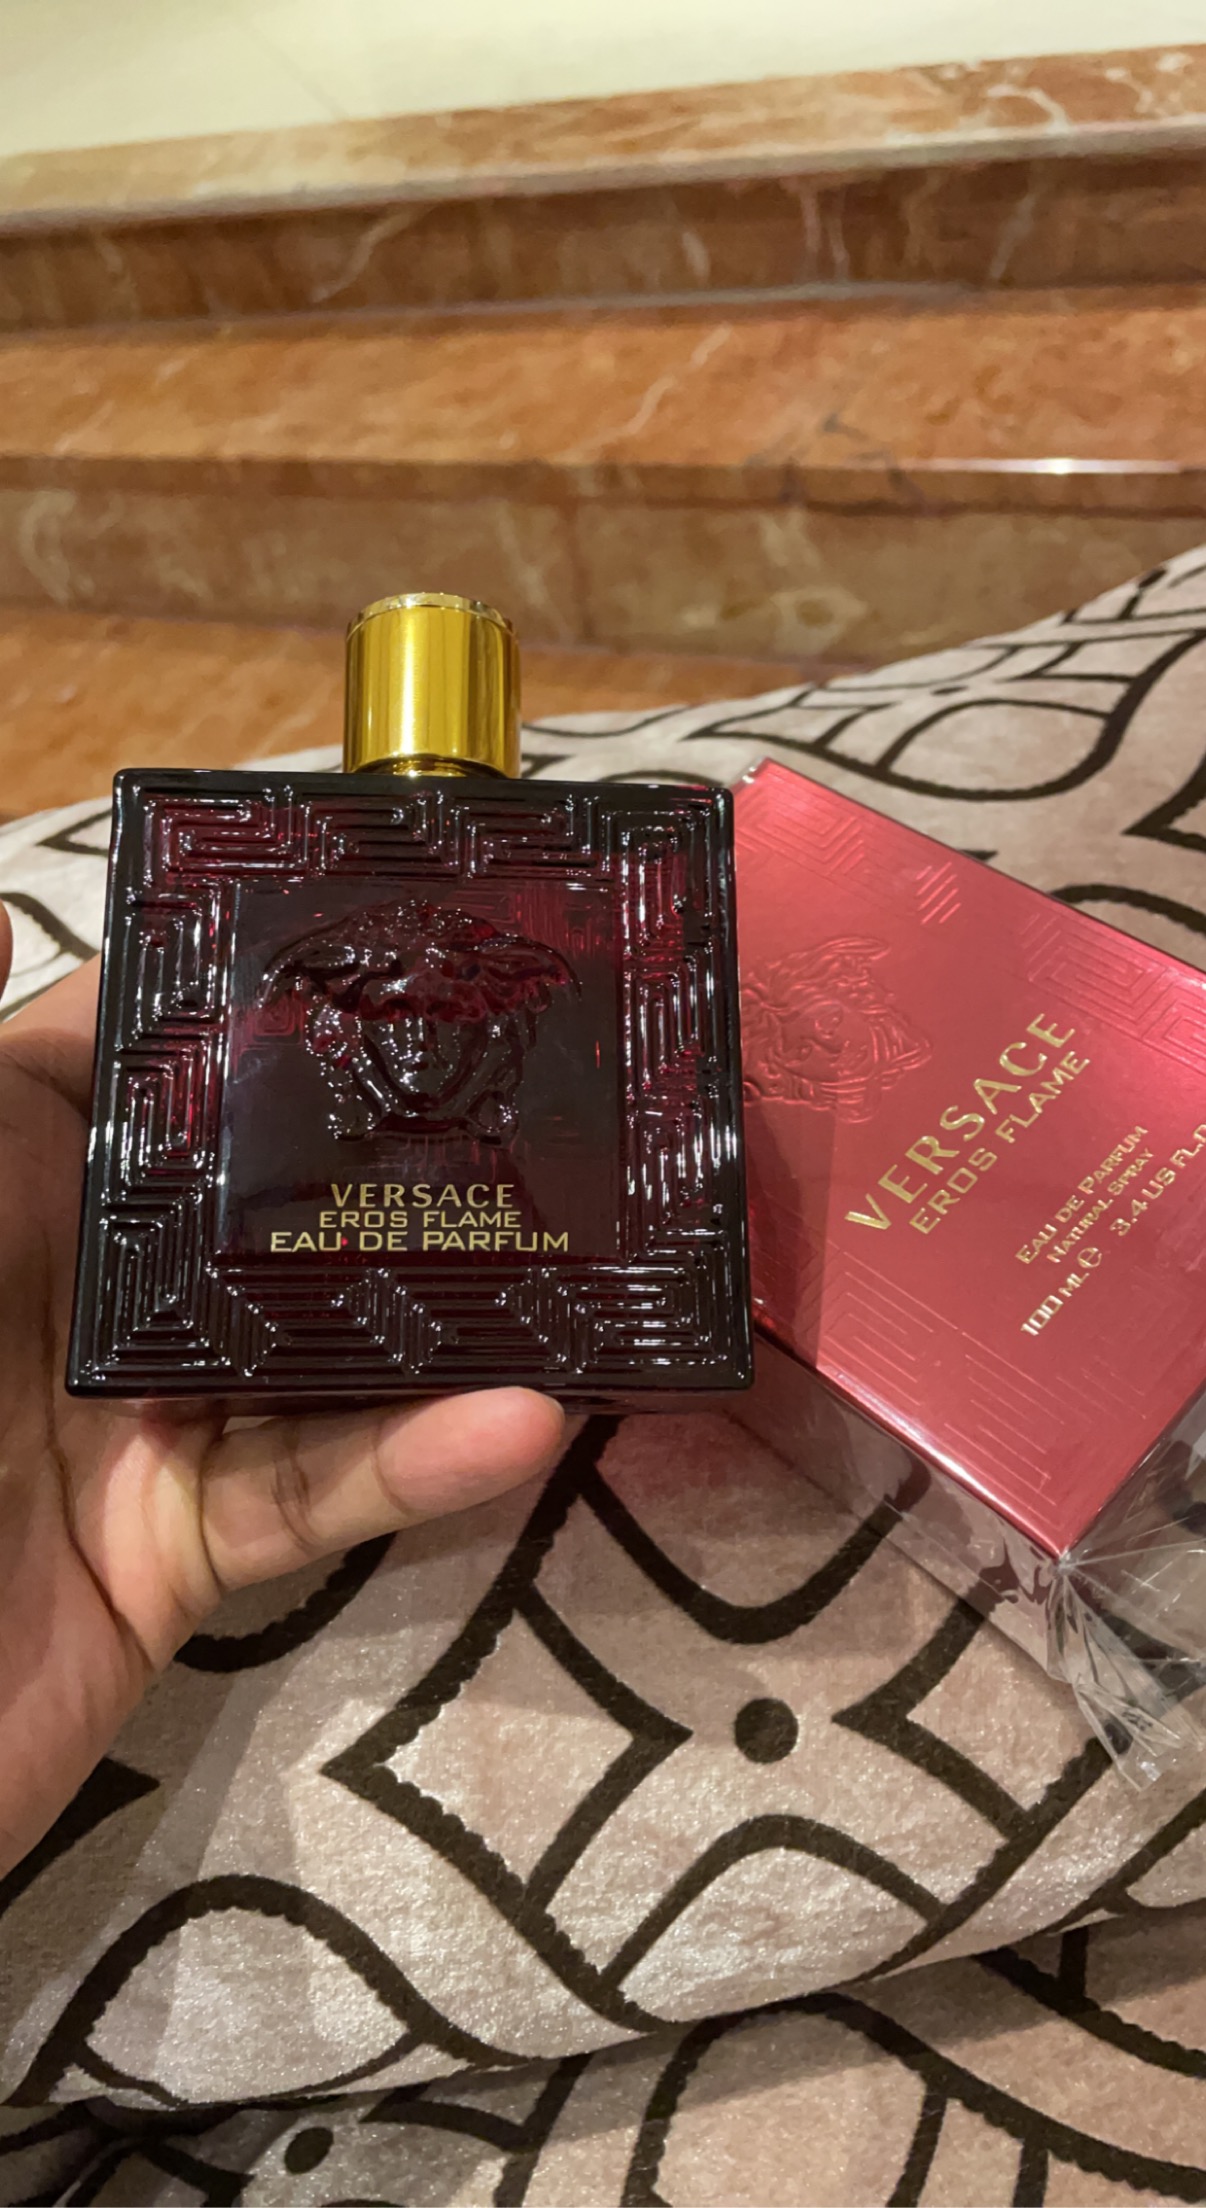 VERSACE
EROS FLAME
EAU DE PARFUM
VERSACE
EROS FLAME
EAU DE PARFUM
NATURAL SPRAY
100 ML e 3.4 US FL.